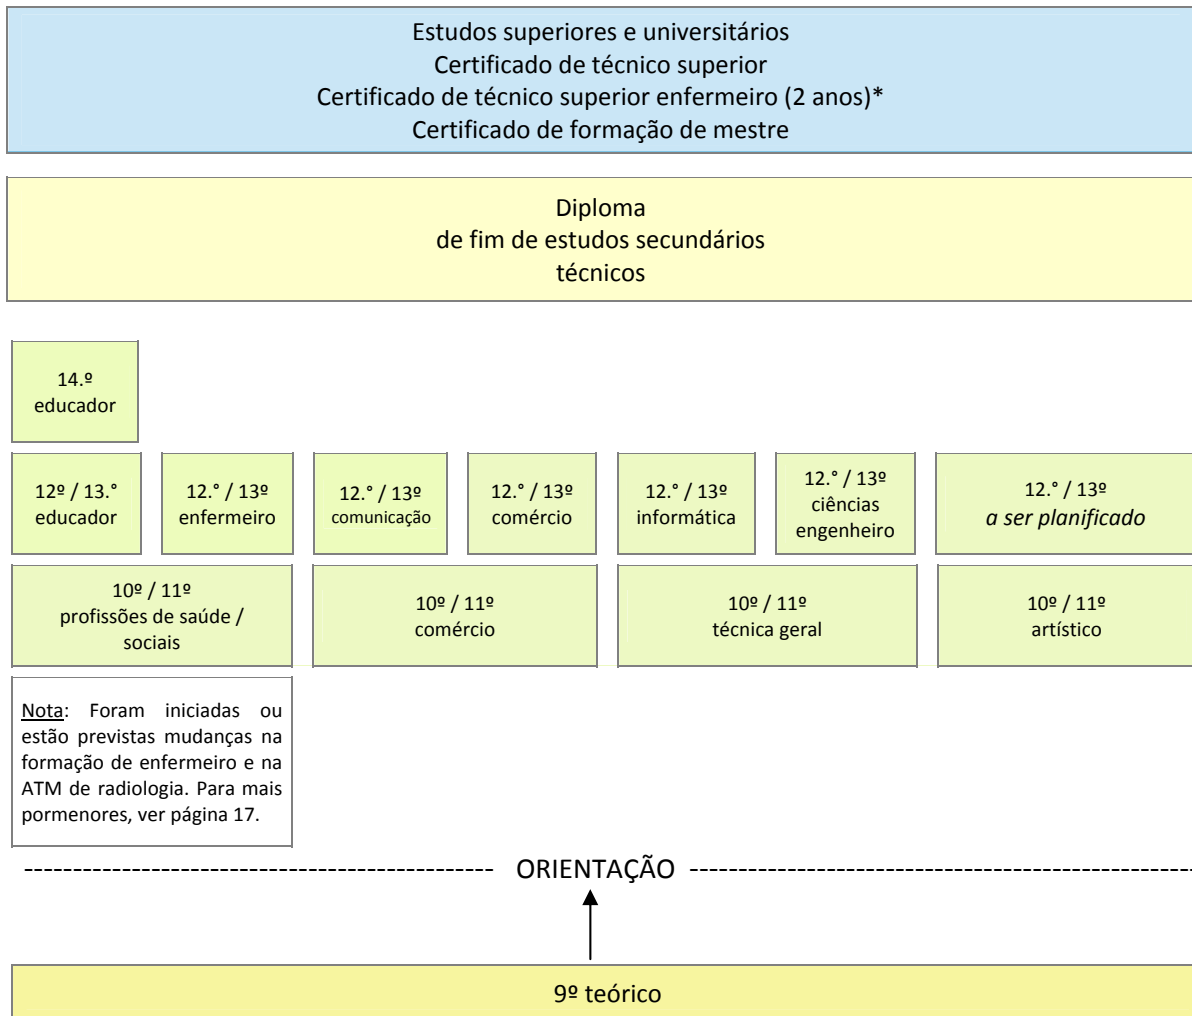 Estudos superiores e universitários
Certificado de técnico superior
Certificado de técnico superior enfermeiro (2 anos)*
Certificado de formação de mestre
Diploma
de fim de estudos secundários
técnicos
14.º
educador
12º / 13.°
educador
12.° / 13º
enfermeiro
12.° / 13º
comunicação
12.° / 13º
comércio
12.° / 13º
informática
12.° / 13º
ciências
engenheiro
12.° / 13º
a ser planificado
10º / 11º
profissões de saúde /
sociais
10º / 11º
comércio
10º / 11º
técnica geral
10º / 11º
artístico
Nota: Foram iniciadas ou
estão previstas mudanças na
formação de enfermeiro e na
ATM de radiologia. Para mais
pormenores, ver página 17.
ORIENTAÇÃO
9º teórico